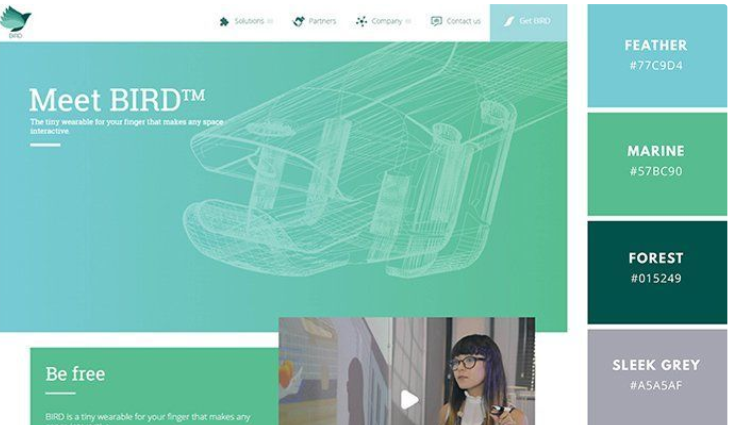 BIRD
Solutions
Partners
Company
Contact us
Get BIRD
Meet BIRD™
The tiny wearable for your finger that makes any space
interactive.
Be free
BIRD is a tiny wearable for your finger that makes any
FEATHER
#77C9D4
MARINE
#57BC90
FOREST
#015249
SLEEK GREY
#A5A5AF